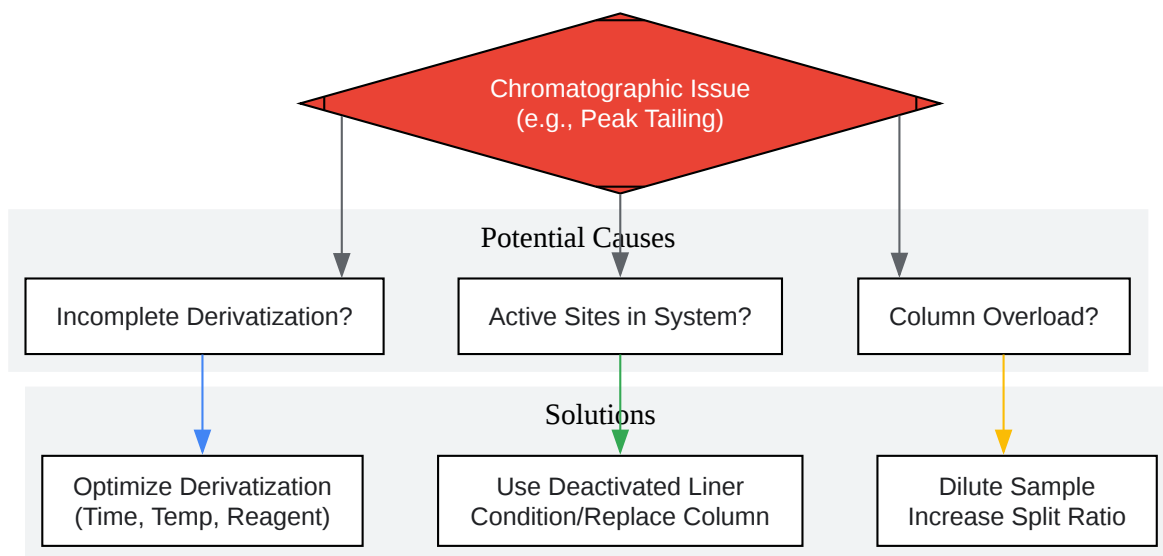 Chromatographic Issue
(e.g., Peak Tailing)
Potential Causes
Incomplete Derivatization?
Active Sites in System?
Column Overload?
Solutions
Optimize Derivatization
(Time, Temp, Reagent)
Use Deactivated Liner
Condition/Replace Column
Dilute Sample
Increase Split Ratio